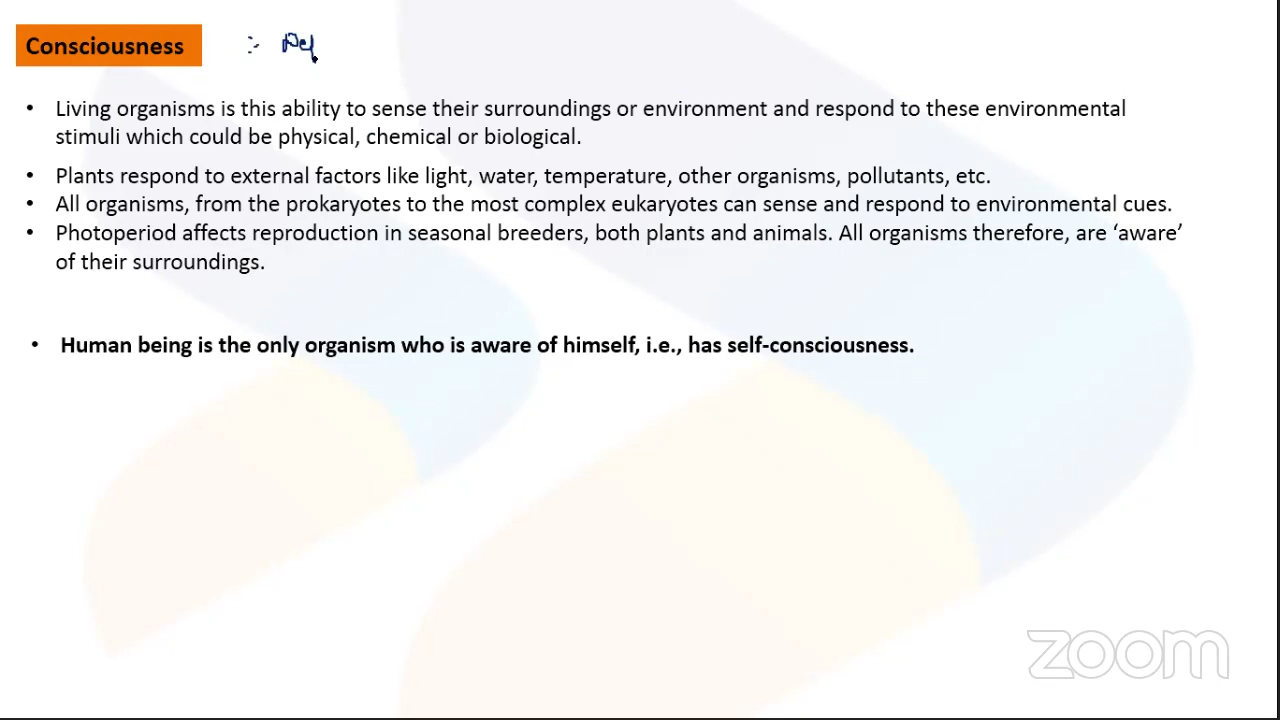 Consciousness
• Living organisms is this ability to sense their surroundings or environment and respond to these environmental
stimuli which could be physical, chemical or biological.
• Plants respond to external factors like light, water, temperature, other organisms, pollutants, etc.
• All organisms, from the prokaryotes to the most complex eukaryotes can sense and respond to environmental cues.
• Photoperiod affects reproduction in seasonal breeders, both plants and animals. All organisms therefore, are ‘aware’
of their surroundings.
• Human being is the only organism who is aware of himself, i.e., has self-consciousness.
zoom